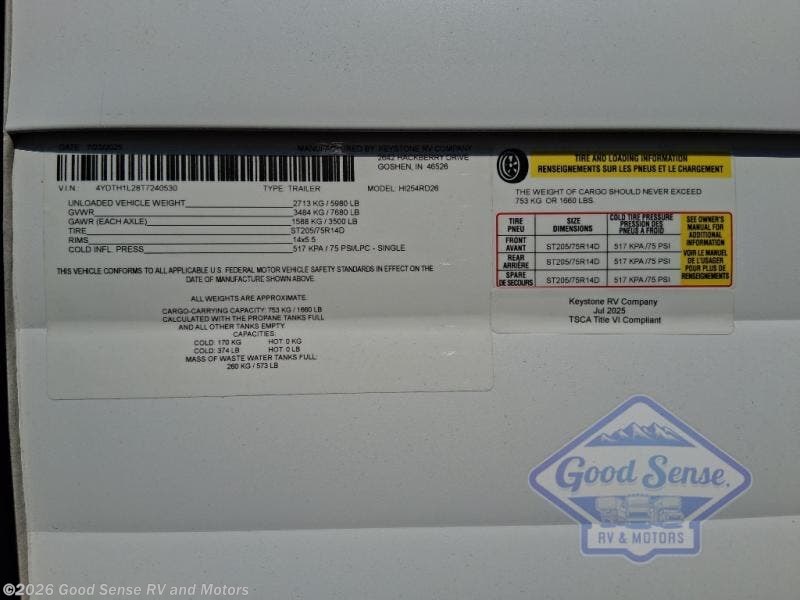 DATE: 7/23/2025 MANUFACTURED BY: KEYSTONE RV COMPANY
2642 HACKBERRY DRIVE
GOSHEN, IN 46526
V.I.N: 4YDTH1L28T7240530 TYPE: TRAILER MODEL: HI254RD26
UNLOADED VEHICLE WEIGHT 2713 KG / 5980 LB
GVWR 3484 KG / 7680 LB
GAWR (EACH AXLE) 1588 KG / 3500 LB
TIRE ST205/75R14D
RIMS 14x5.5
COLD INFL. PRESS 517 KPA / 75 PSI/LPC - SINGLE
THIS VEHICLE CONFORMS TO ALL APPLICABLE U.S. FEDERAL MOTOR VEHICLE SAFETY STANDARDS IN EFFECT ON THE
DATE OF MANUFACTURE SHOWN ABOVE.
ALL WEIGHTS ARE APPROXIMATE.
CARGO-CARRYING CAPACITY: 753 KG / 1660 LB
CALCULATED WITH THE PROPANE TANKS FULL
AND ALL OTHER TANKS EMPTY
CAPACITIES:
COLD: 170 KG HOT: 0 KG
COLD: 374 LB HOT: 0 LB
MASS OF WASTE WATER TANKS FULL:
260 KG / 573 LB
TIRE AND LOADING INFORMATION
RENSEIGNEMENTS SUR LES PNEUS ET LE CHARGEMENT
THE WEIGHT OF CARGO SHOULD NEVER EXCEED
753 KG OR 1660 LBS.
TIRE
PNEU
SIZE
DIMENSIONS
COLD TIRE PRESSURE
PRESSION DES
PNEUS A FROID
SEE OWNER'S
MANUAL FOR
ADDITIONAL
INFORMATION
VOIR LE MANUEL
DE L'USAGER
POUR PLUS DE
RENSEIGNEMENTS
FRONT
AVANT
ST205/75R14D 517 KPA /75 PSI
REAR
ARRIÈRE
ST205/75R14D 517 KPA /75 PSI
SPARE
DE SECOURS
ST205/75R14D 517 KPA /75 PSI
Keystone RV Company
Jul 2025
TSCA Title VI Compliant
Good Sense.
RV & MOTORS
©2026 Good Sense RV and Motors